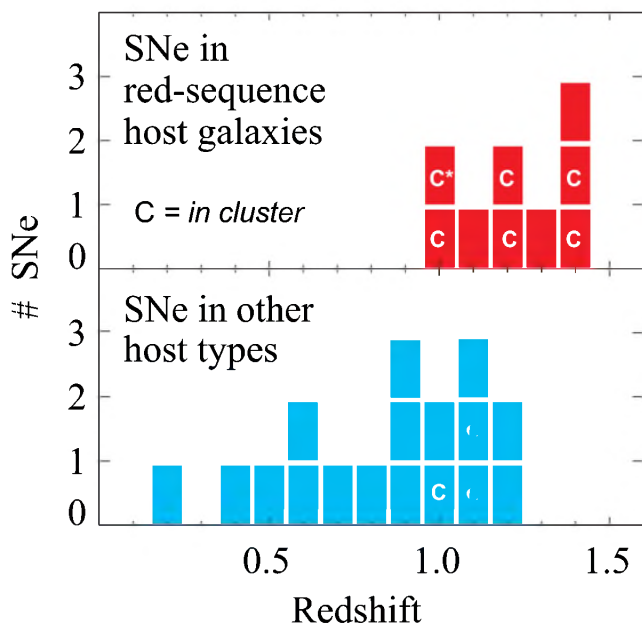 SNe in
red-sequence
host galaxies
C = in cluster
3
2
1
0
C* C C
C C C
# SNe
SNe in other
host types
3
2
1
0
C
0.5 1.0 1.5
Redshift